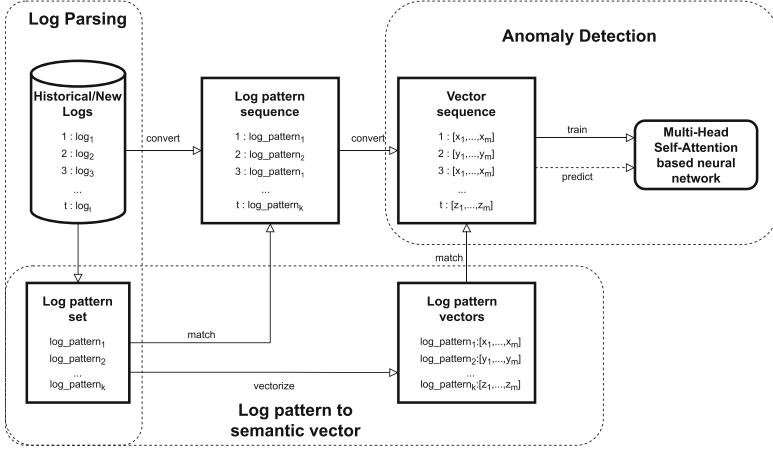 Log Parsing
Anomaly Detection
Historical/New
Logs
1 : log₁
2 : log₂
3 : log₃
...
t : logₜ
convert
Log pattern
sequence
1 : log_pattern₁
2 : log_pattern₂
3 : log_pattern₁
...
t : log_patternₖ
convert
Vector
sequence
1 : [x₁,...,xₘ]
2 : [y₁,...,yₘ]
3 : [x₁,...,xₘ]
...
t : [z₁,...,zₘ]
train
predict
Multi-Head
Self-Attention
based neural
network
match
Log pattern
set
log_pattern₁
log_pattern₂
...
log_patternₖ
match
vectorize
Log pattern
vectors
log_pattern₁:[x₁,...,xₘ]
log_pattern₂:[y₁,...,yₘ]
...
log_patternₖ:[z₁,...,zₘ]
Log pattern to
semantic vector